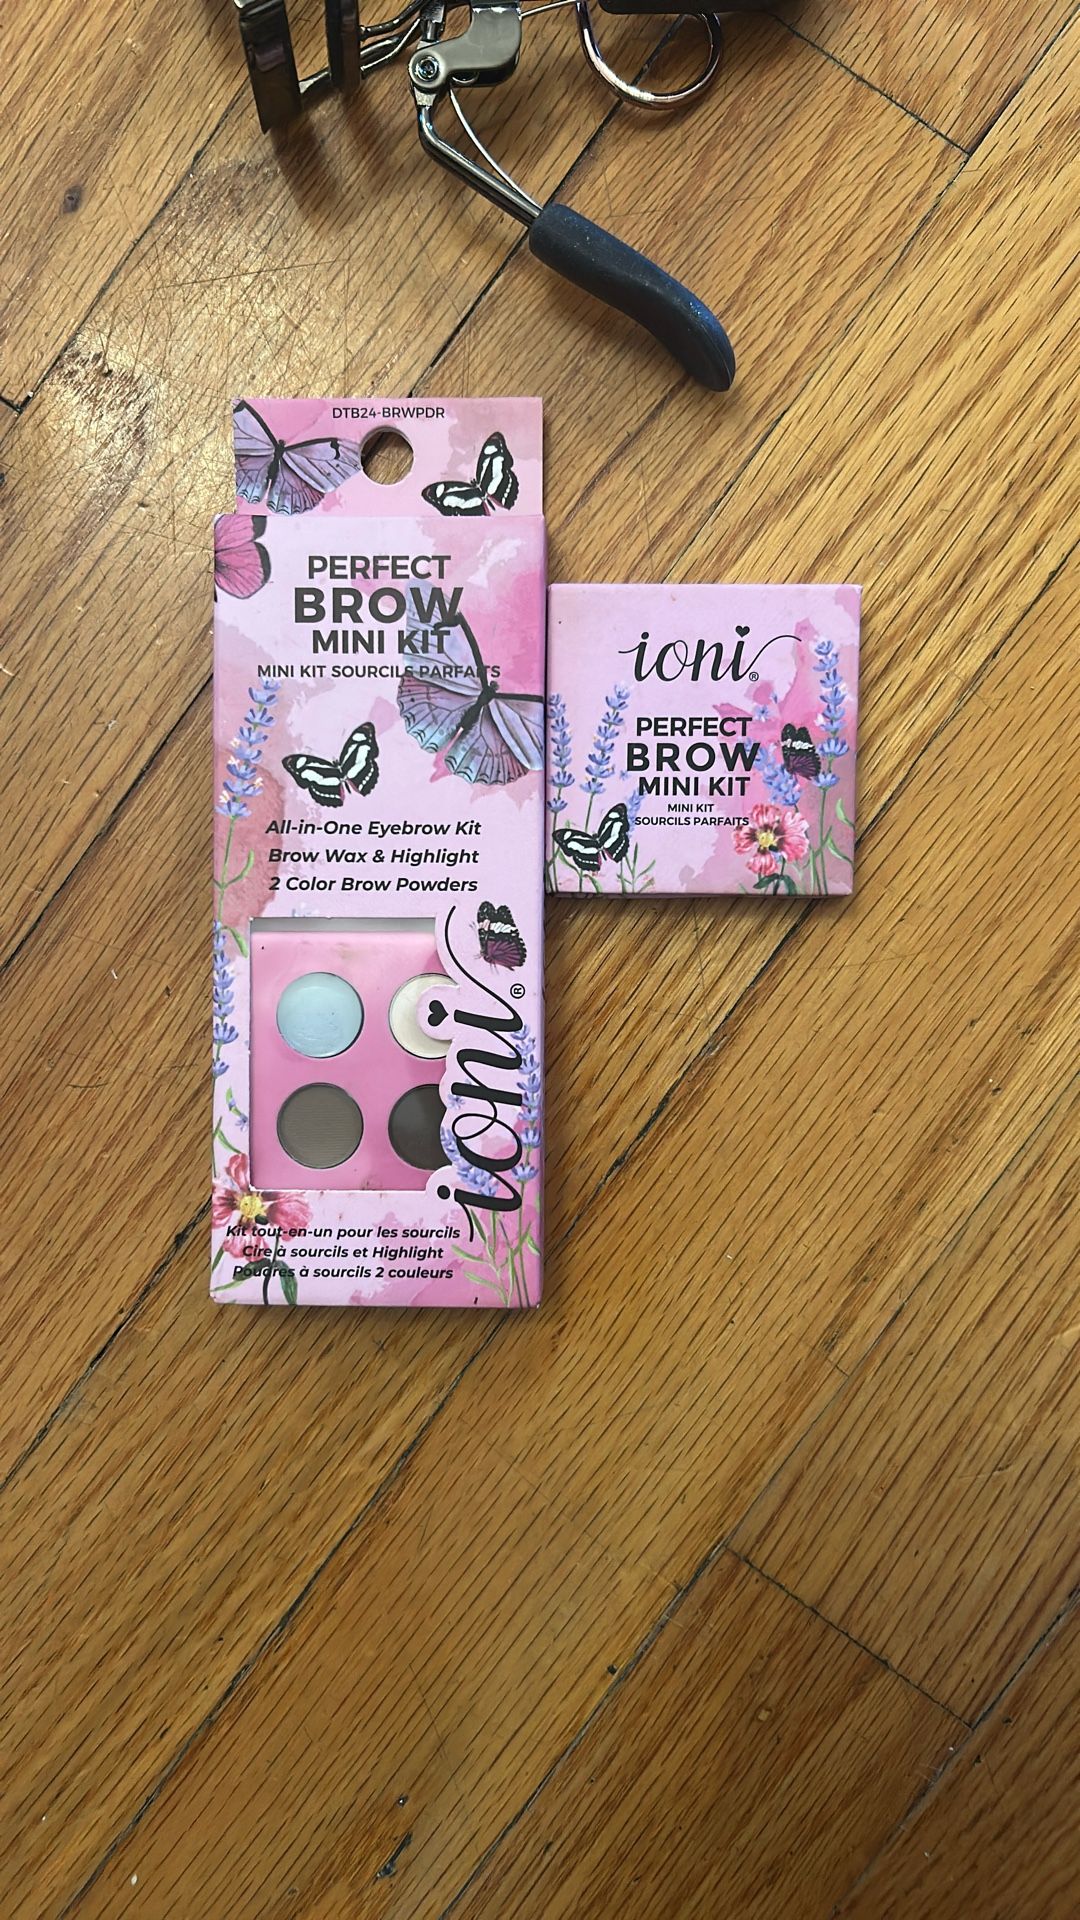 DTB24-BRWPDR
PERFECT
BROW
MINI KIT
MINI KIT SOURCILS PARFAITS
All-in-One Eyebrow Kit
Brow Wax & Highlight
2 Color Brow Powders
ioni®
Kit tout-en-un pour les sourcils
Cire à sourcils et Highlight
Poudres à sourcils 2 couleurs
ioni®
PERFECT
BROW
MINI KIT
MINI KIT
SOURCILS PARFAITS